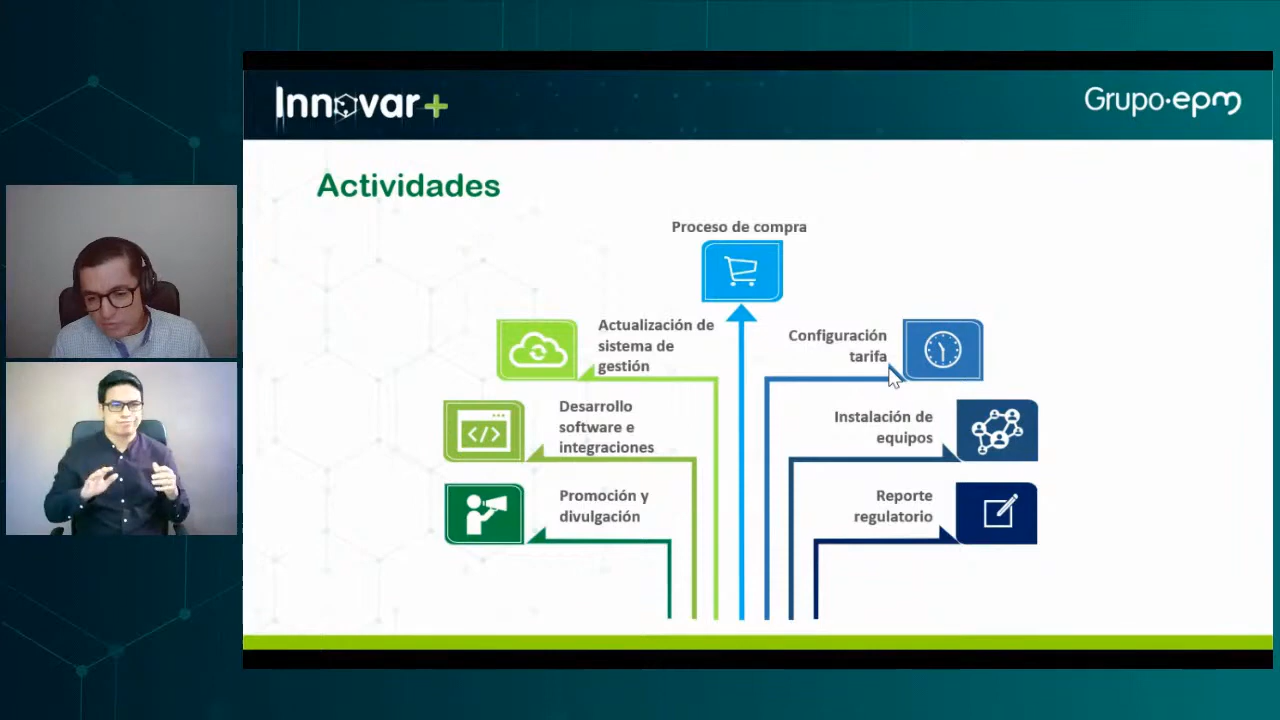 Innovar+
Grupo·epm
Actividades
Proceso de compra
Actualización de
sistema de
gestión
Configuración
tarifa
Desarrollo
software e
integraciones
Instalación de
equipos
Promoción y
divulgación
Reporte
regulatorio